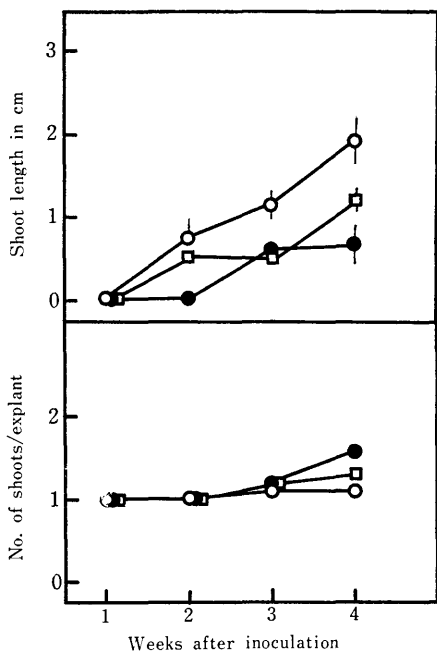 Shoot length in cm
3
2
1
0
No. of shoots/explant
2
1
0
1 2 3 4
Weeks after inoculation